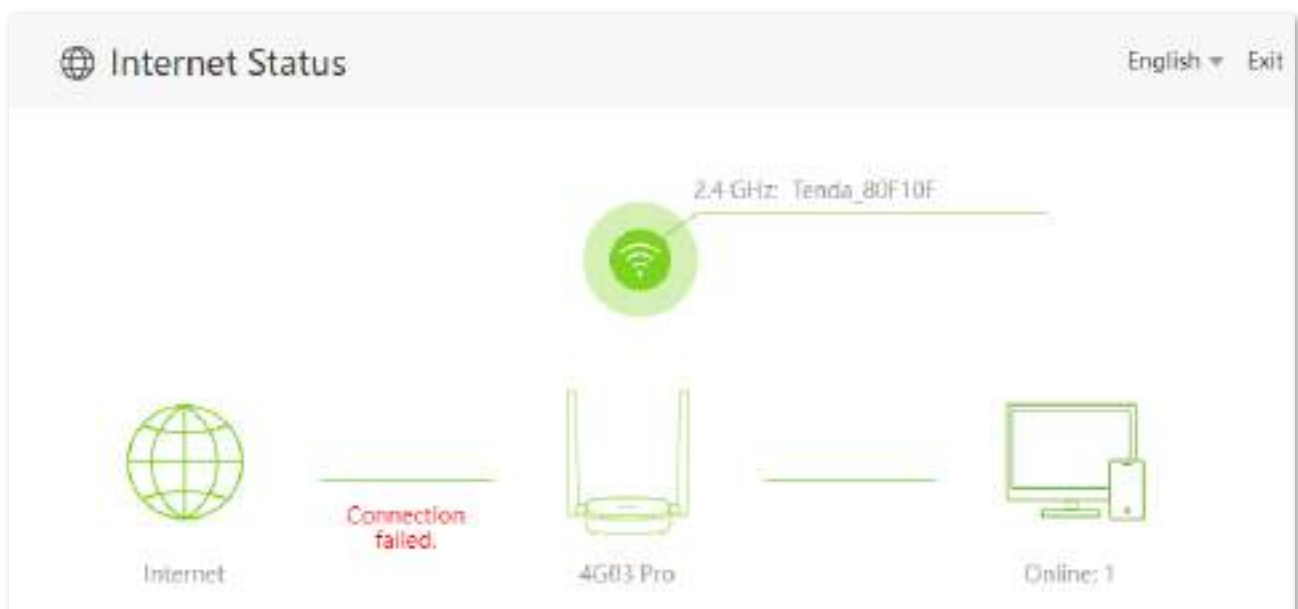 Internet Status
English Exit
2.4 GHz: Tenda_80F10F
Connection
failed.
Internet
4G03 Pro
Online: 1